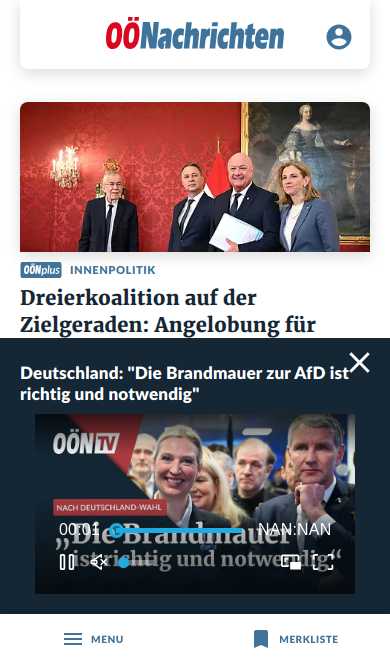 OÖNachrichten
OÖNplus INNENPOLITIK
Dreierkoalition auf der
Zielgeraden: Angelobung für
Deutschland: "Die Brandmauer zur AfD ist
richtig und notwendig"
OÖN TV
NACH DEUTSCHLAND-WAHL
00:01 NAN:NAN
„Die Brandmauer
ist richtig und notwendig“
MENU MERKLISTE